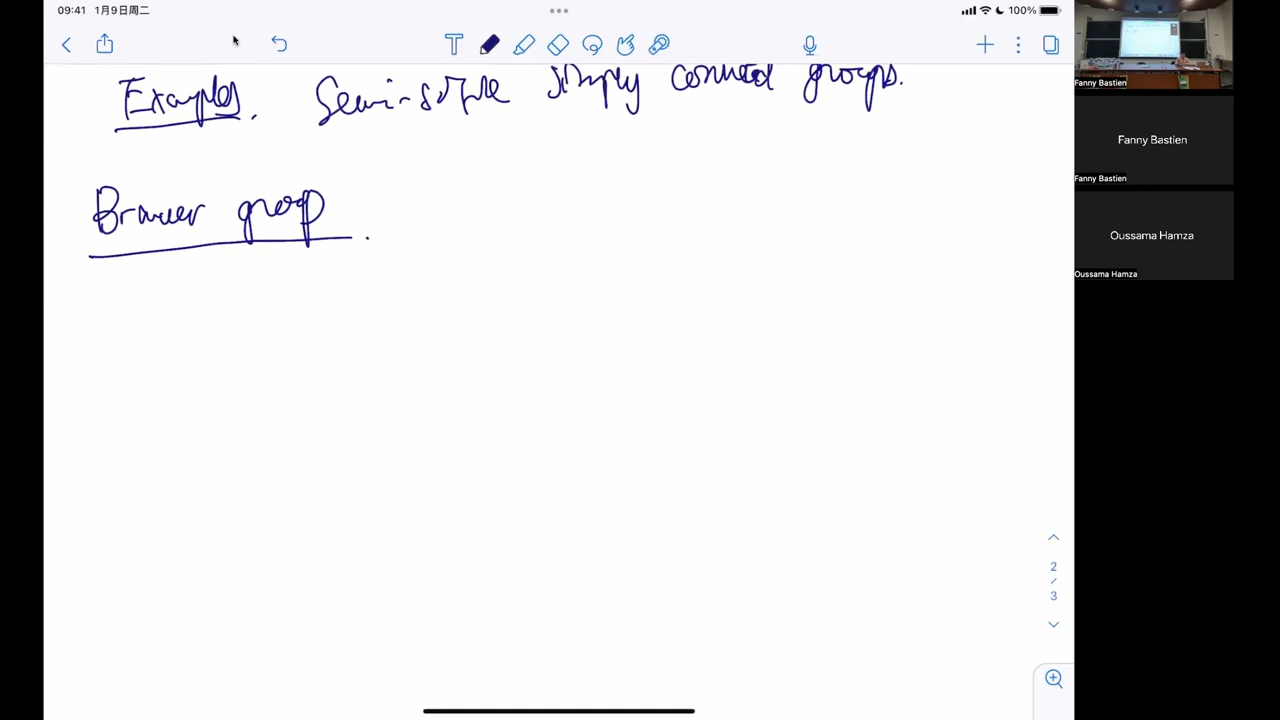 09:41 1月9日周二
100%
Examples. Semi-simple simply connected groups.
Brauer group.
2
/
3
Fanny Bastien
Fanny Bastien
Fanny Bastien
Oussama Hamza
Oussama Hamza